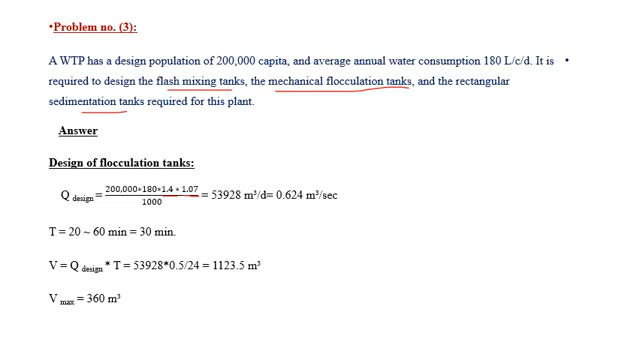 •Problem no. (3):
A WTP has a design population of 200,000 capita, and average annual water consumption 180 L/c/d. It is •
required to design the flash mixing tanks, the mechanical flocculation tanks, and the rectangular
sedimentation tanks required for this plant.
Answer
Design of flocculation tanks:
Q design = 200,000*180*1.4 * 1.07 / 1000 = 53928 m³/d= 0.624 m³/sec
T = 20 ~ 60 min = 30 min.
V = Q design * T = 53928*0.5/24 = 1123.5 m³
V max = 360 m³